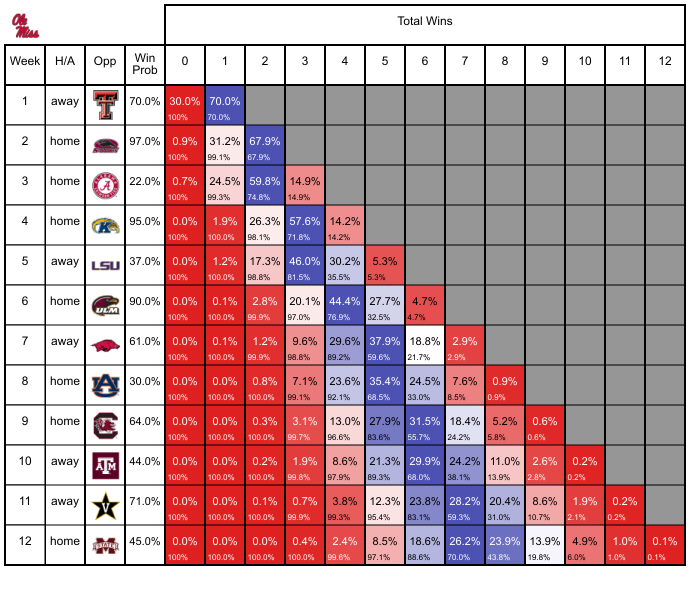 Ole
Miss
Total Wins
Week H/A Opp Win Prob 0 1 2 3 4 5 6 7 8 9 10 11 12
1 away T 70.0% 30.0% 70.0%
100% 70.0%
2 home 97.0% 0.9% 31.2% 67.9%
100% 99.1% 67.9%
3 home A 22.0% 0.7% 24.5% 59.8% 14.9%
100% 99.3% 74.8% 14.9%
4 home K 95.0% 0.0% 1.9% 26.3% 57.6% 14.2%
100% 100.0% 98.1% 71.8% 14.2%
5 away LSU 37.0% 0.0% 1.2% 17.3% 46.0% 30.2% 5.3%
100% 100.0% 98.8% 81.5% 35.5% 5.3%
6 home ULM 90.0% 0.0% 0.1% 2.8% 20.1% 44.4% 27.7% 4.7%
100% 100.0% 99.9% 97.0% 76.9% 32.5% 4.7%
7 away 61.0% 0.0% 0.1% 1.2% 9.6% 29.6% 37.9% 18.8% 2.9%
100% 100.0% 99.9% 98.8% 89.2% 59.6% 21.7% 2.9%
8 home AU 30.0% 0.0% 0.0% 0.8% 7.1% 23.6% 35.4% 24.5% 7.6% 0.9%
100% 100.0% 100.0% 99.1% 92.1% 68.5% 33.0% 8.5% 0.9%
9 home C 64.0% 0.0% 0.0% 0.3% 3.1% 13.0% 27.9% 31.5% 18.4% 5.2% 0.6%
100% 100.0% 100.0% 99.7% 96.6% 83.6% 55.7% 24.2% 5.8% 0.6%
10 away ATM 44.0% 0.0% 0.0% 0.2% 1.9% 8.6% 21.3% 29.9% 24.2% 11.0% 2.6% 0.2%
100% 100.0% 100.0% 99.8% 97.9% 89.3% 68.0% 38.1% 13.9% 2.8% 0.2%
11 away V 71.0% 0.0% 0.0% 0.1% 0.7% 3.8% 12.3% 23.8% 28.2% 20.4% 8.6% 1.9% 0.2%
100% 100.0% 100.0% 99.9% 99.3% 95.4% 83.1% 59.3% 31.0% 10.7% 2.1% 0.2%
12 home M STATE 45.0% 0.0% 0.0% 0.0% 0.4% 2.4% 8.5% 18.6% 26.2% 23.9% 13.9% 4.9% 1.0% 0.1%
100% 100.0% 100.0% 100.0% 99.6% 97.1% 88.6% 70.0% 43.8% 19.8% 6.0% 1.0% 0.1%